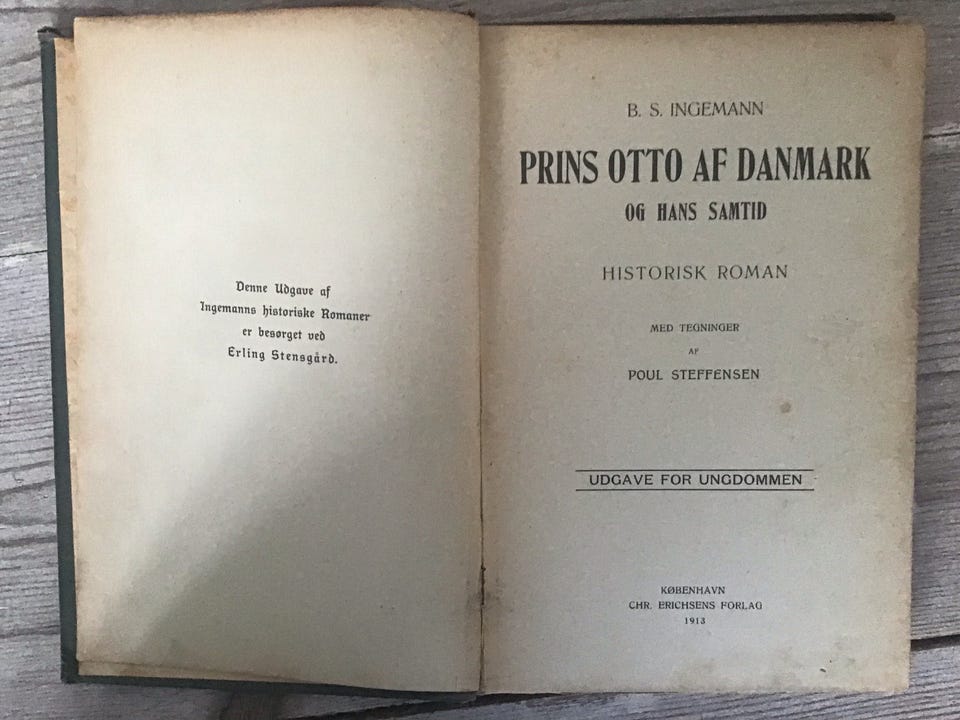 Denne Udgave af
Ingemanns historiske Romaner
er besørget ved
Erling Stensgård.
B. S. INGEMANN
PRINS OTTO AF DANMARK
OG HANS SAMTID
HISTORISK ROMAN
MED TEGNINGER
AF
POUL STEFFENSEN
UDGAVE FOR UNGDOMMEN
KØBENHAVN
CHR. ERICHSENS FORLAG
1913